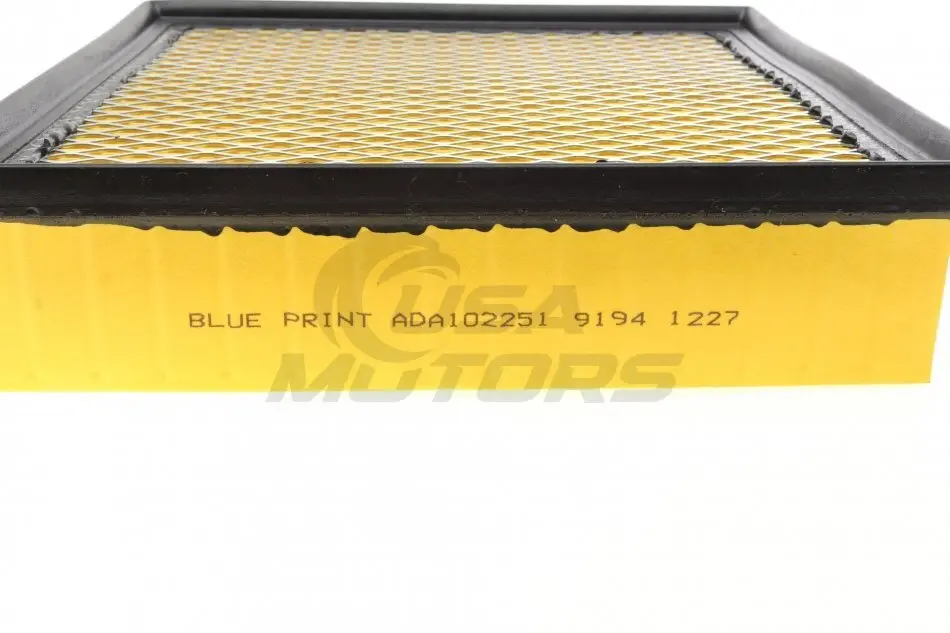 BLUE PRINT ADA102251 9194 1227
USA
MOTORS